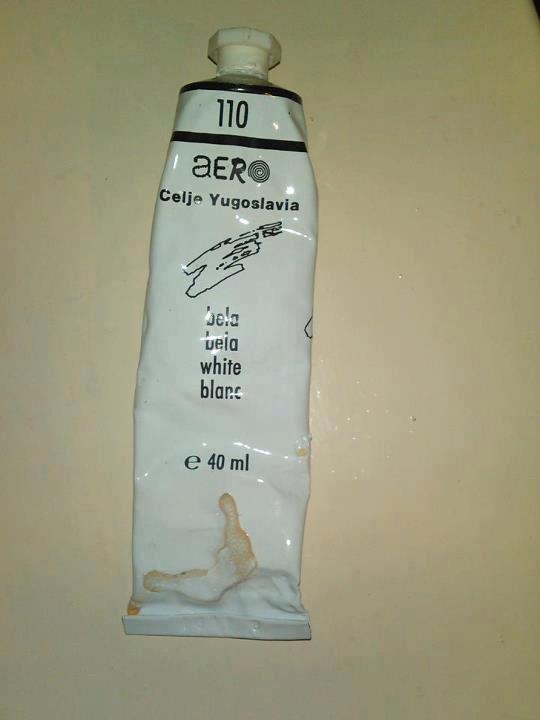 110
aERO
Celje Yugoslavia
bela
bela
white
blanc
e 40 ml